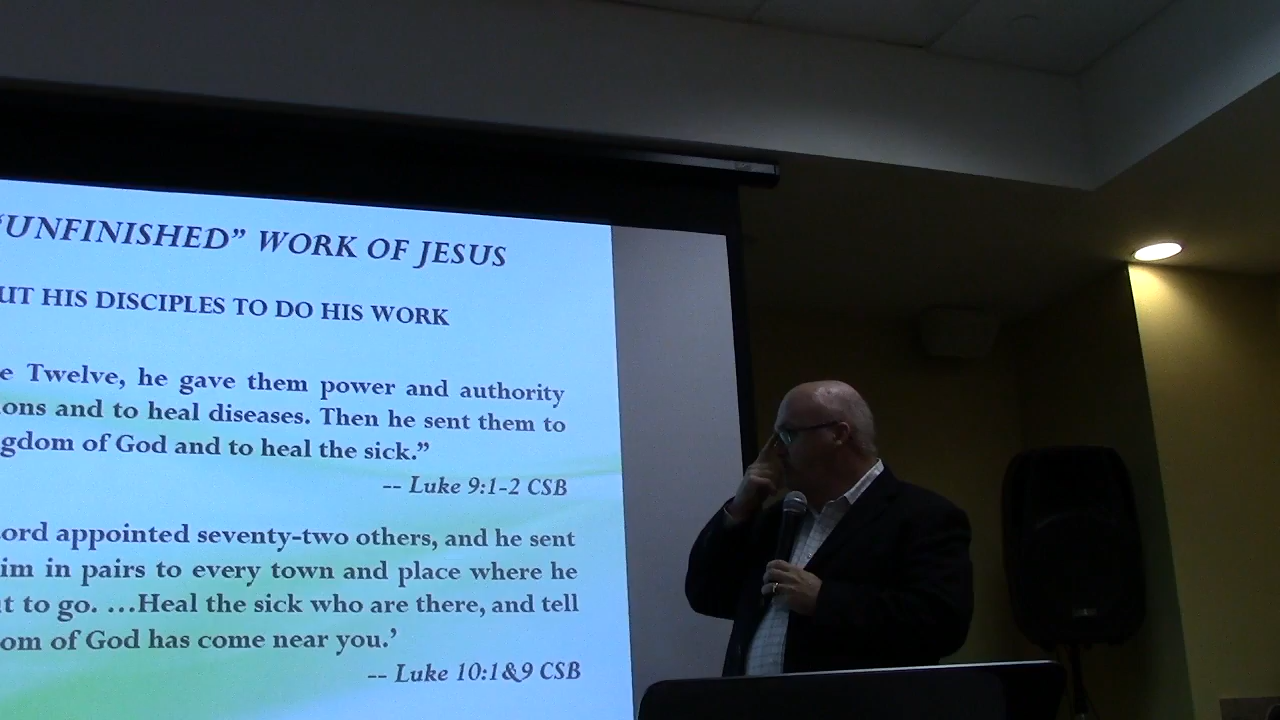 “UNFINISHED” WORK OF JESUS
UT HIS DISCIPLES TO DO HIS WORK
e Twelve, he gave them power and authority
ons and to heal diseases. Then he sent them to
gdom of God and to heal the sick.”
-- Luke 9:1-2 CSB
ord appointed seventy-two others, and he sent
im in pairs to every town and place where he
t to go. …Heal the sick who are there, and tell
om of God has come near you.’
-- Luke 10:1&9 CSB